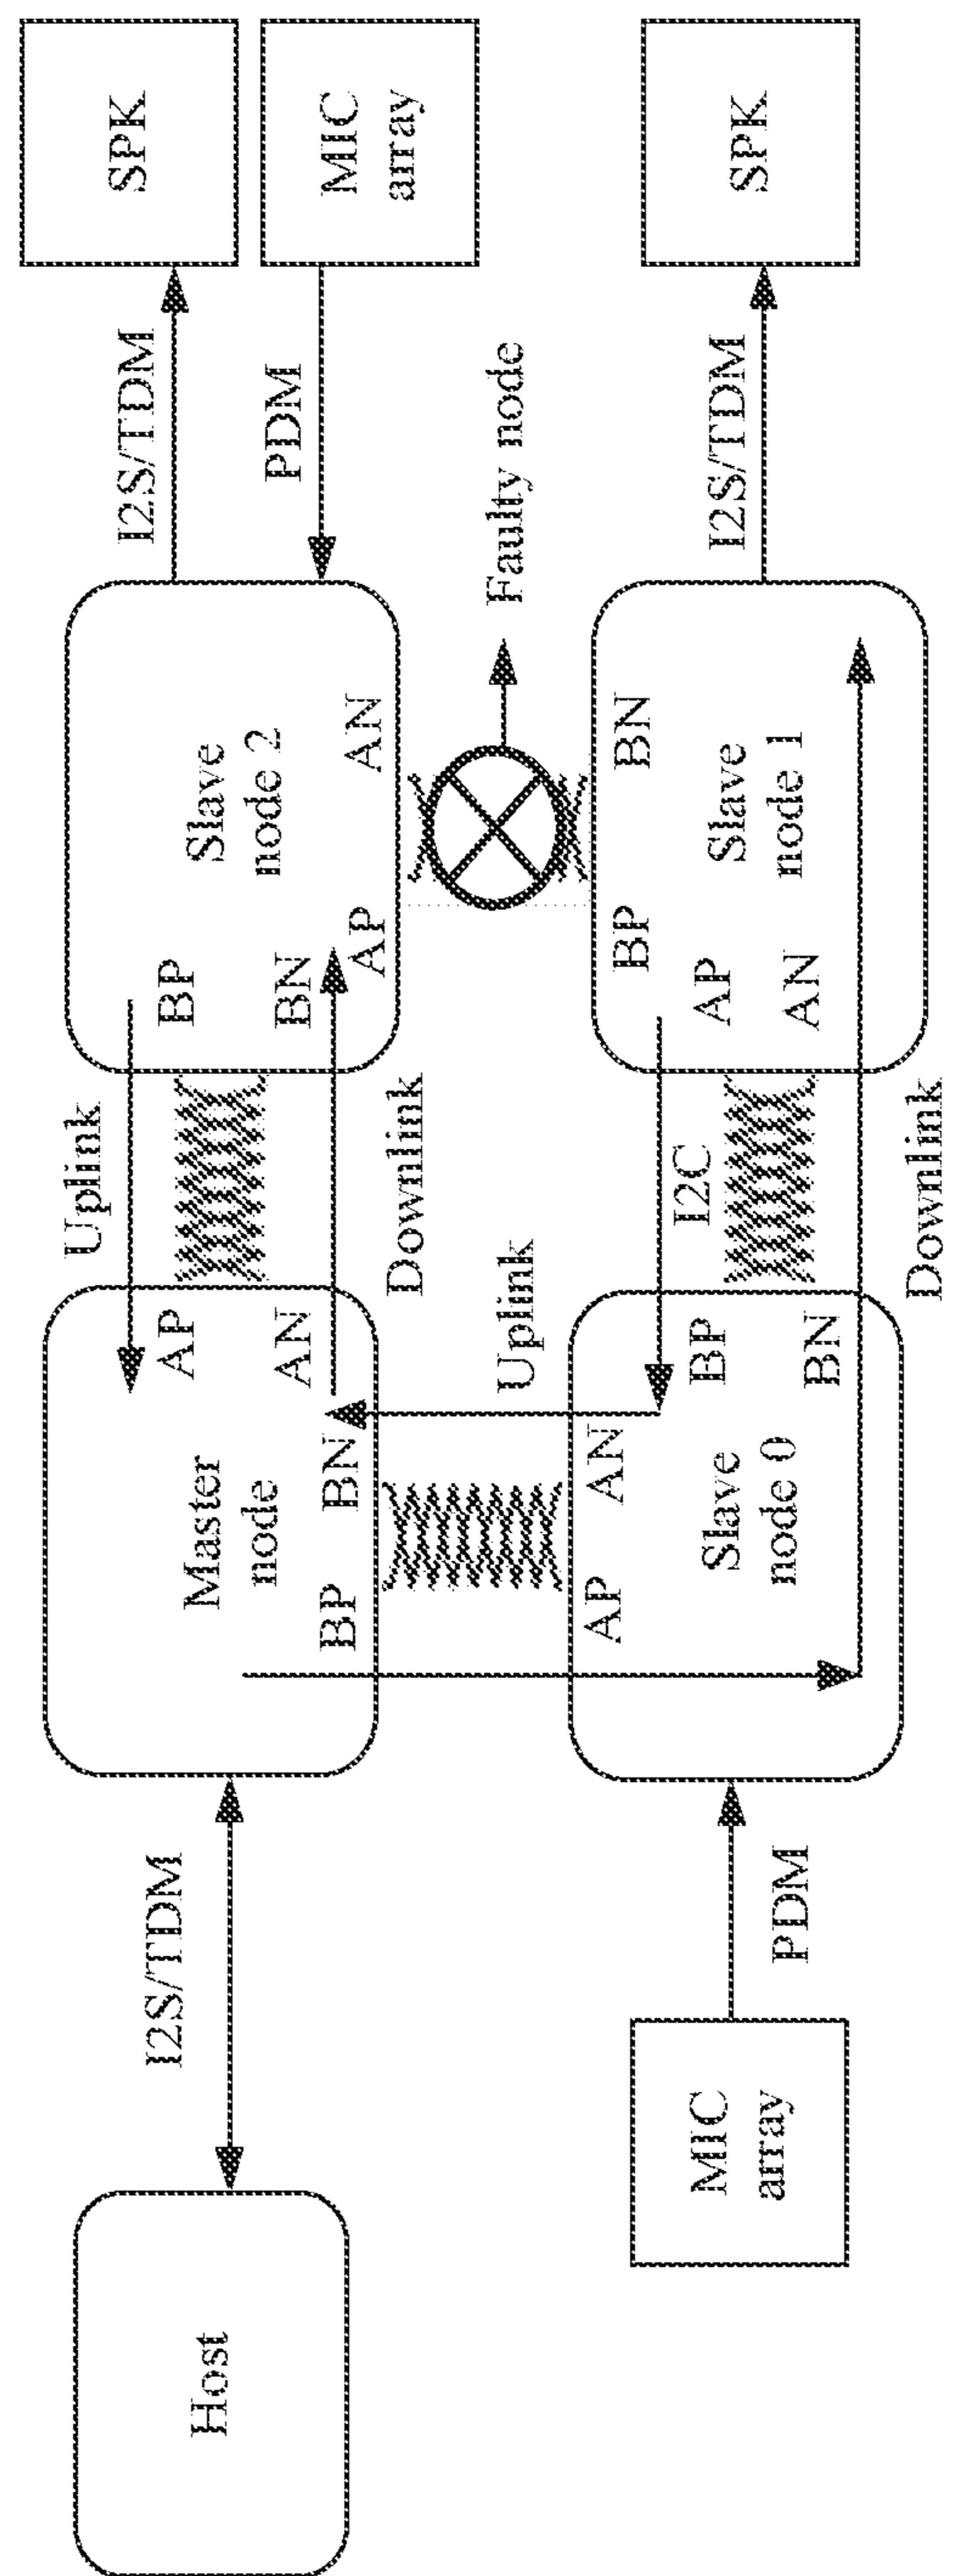 Host
I2S/TDM
Master
node
AP
AN
BP
BN
Uplink
Downlink
BP
BN
Slave
node 2
AP
AN
I2S/TDM
SPK
PDM
MIC
array
Uplink
Faulty node
MIC
array
PDM
AP
AN
Slave
node 0
BP
BN
I2C
Downlink
BP
BN
AP
AN
Slave
node 1
I2S/TDM
SPK